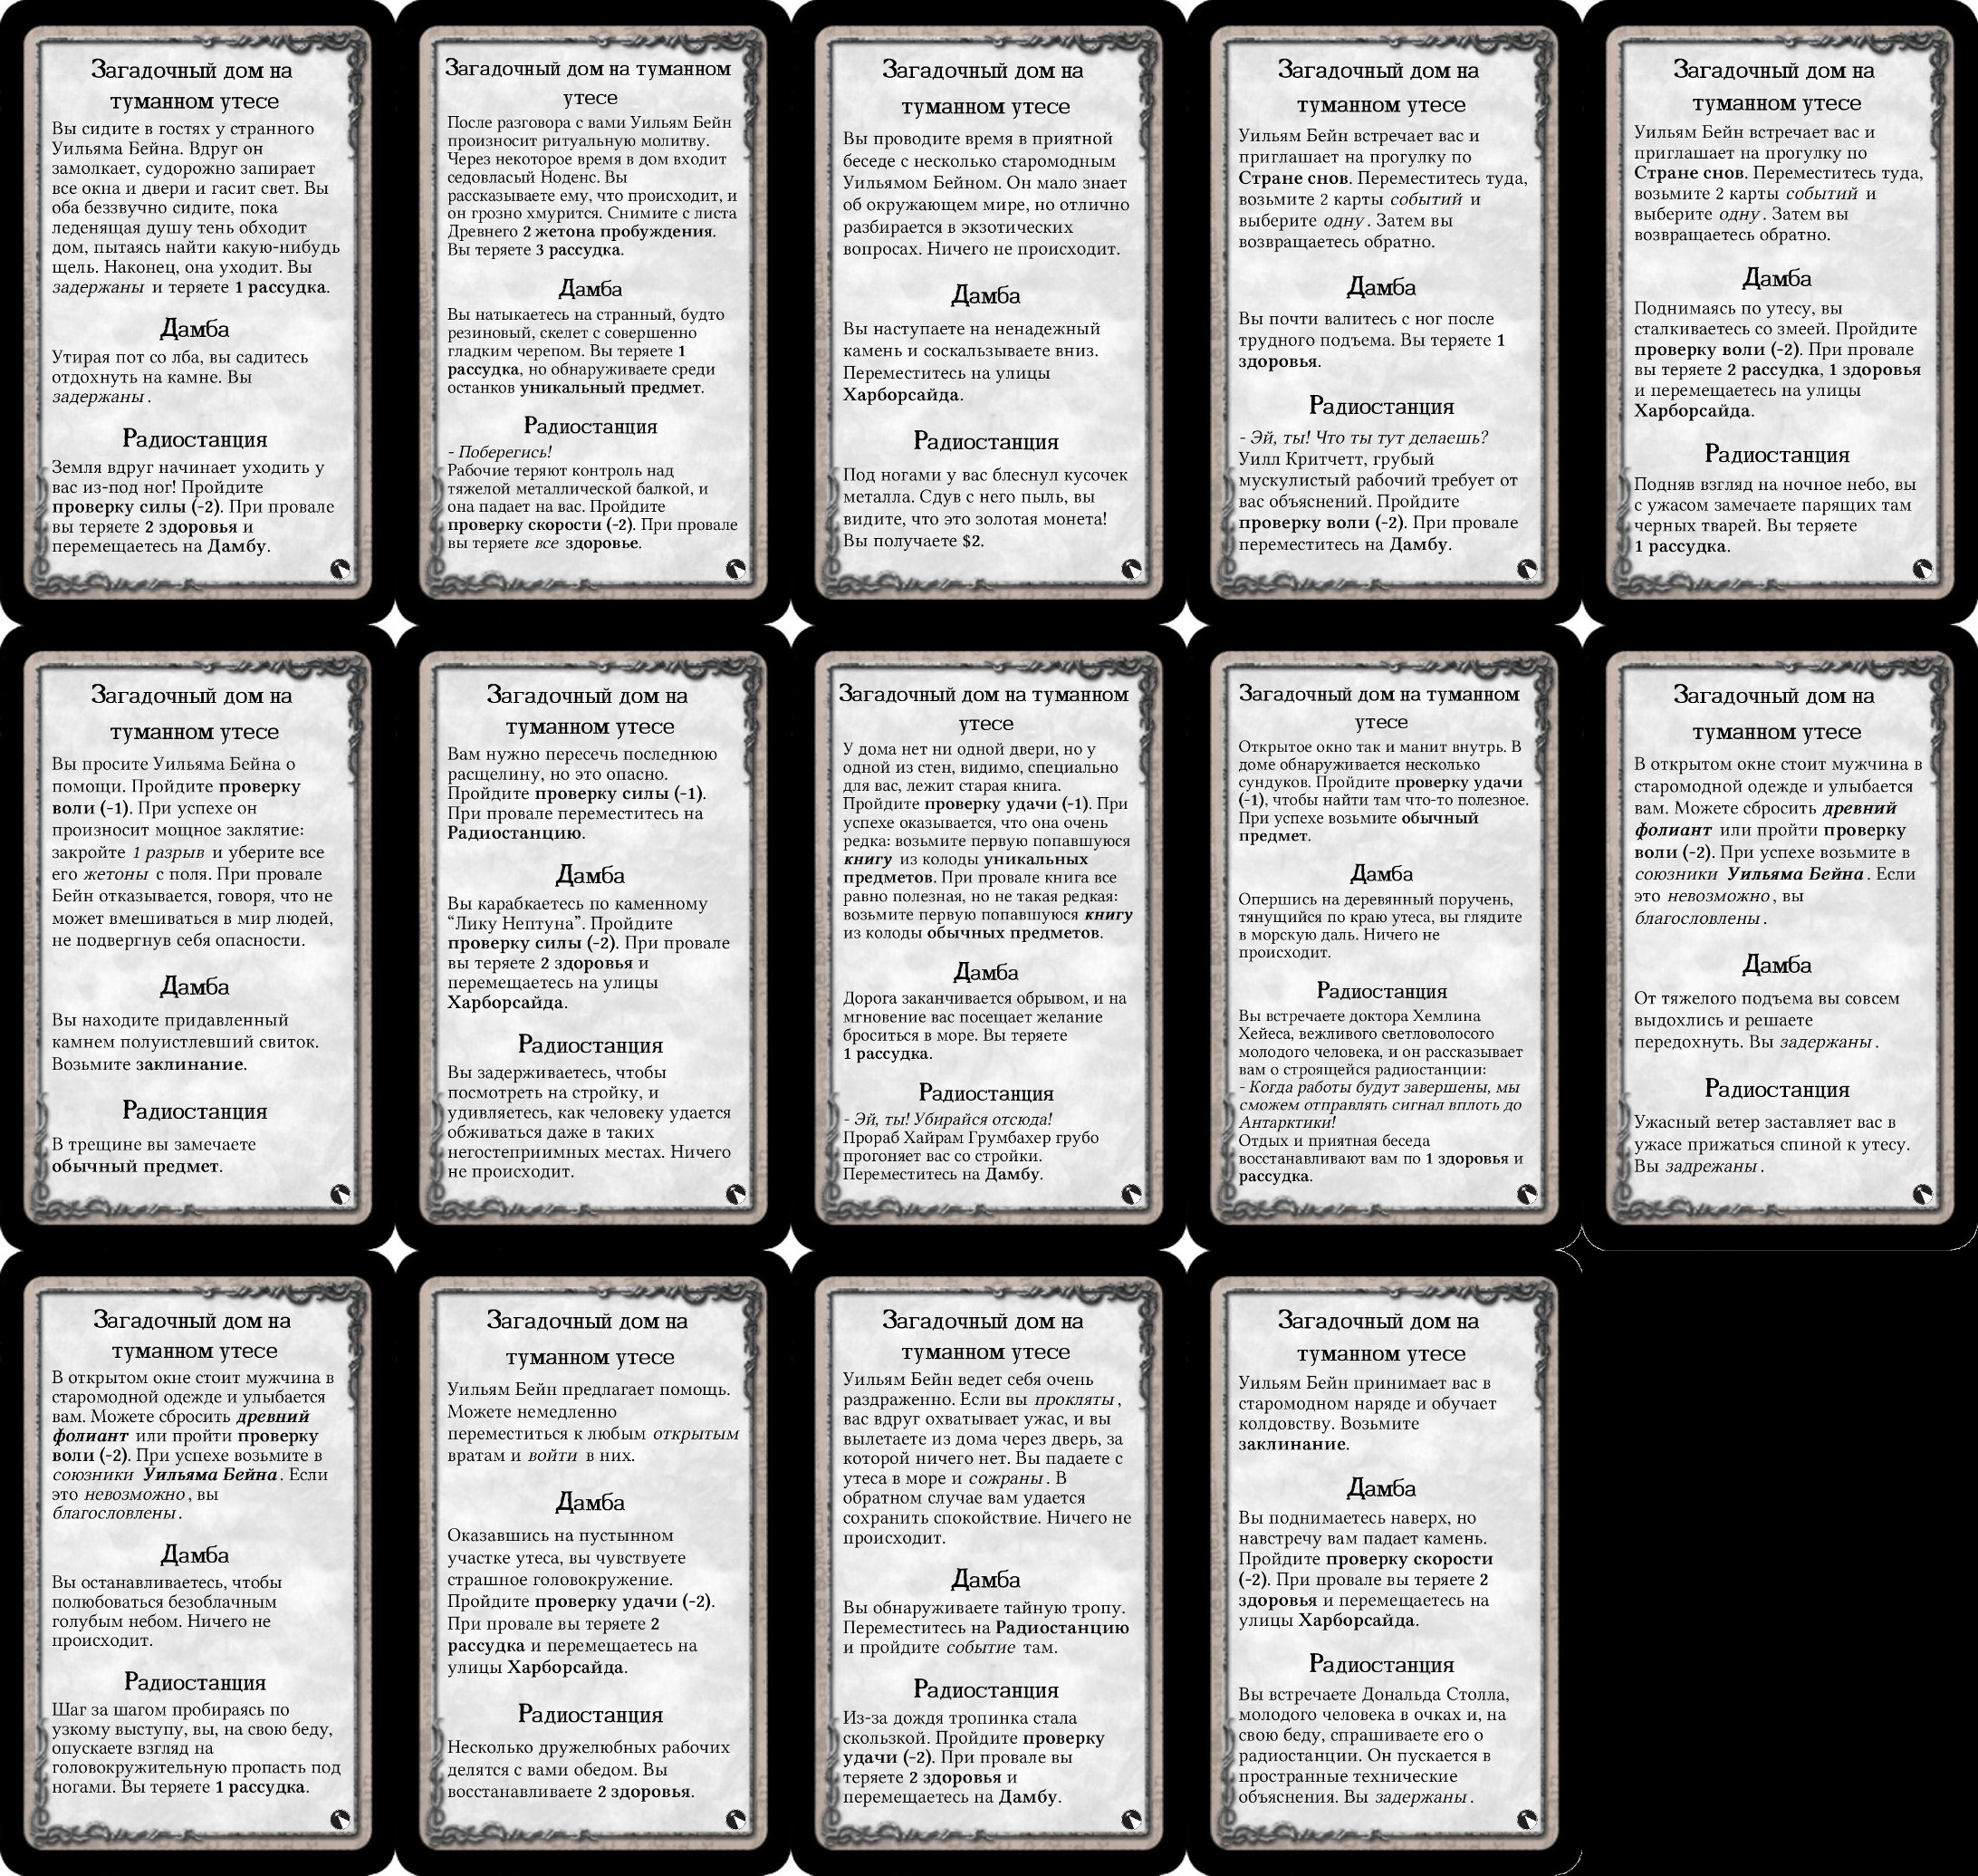 Загадочный дом на
туманном утесе
Вы сидите в гостях у странного
Уильяма Бейна. Вдруг он
замолкает, судорожно запирает
все окна и двери и гасит свет. Вы
оба беззвучно сидите, пока
леденящая душу тень обходит
дом, пытаясь найти какую-нибудь
щель. Наконец, она уходит. Вы
задержаны и теряете 1 рассудка.
Дамба
Утирая пот со лба, вы садитесь
отдохнуть на камне. Вы
задержаны.
Радиостанция
Земля вдруг начинает уходить у
вас из-под ног! Пройдите
проверку силы (-2). При провале
вы теряете 2 здоровья и
перемещаетесь на Дамбу.
Загадочный дом на туманном
утесе
После разговора с вами Уильям Бейн
произносит ритуальную молитву.
Через некоторое время в дом входит
седовласый Ноденс. Вы
рассказываете ему, что происходит, и
он грозно хмурится. Снимите с листа
Древнего 2 жетона пробуждения.
Вы теряете 3 рассудка.
Дамба
Вы натыкаетесь на странный, будто
резиновый, скелет с совершенно
гладким черепом. Вы теряете 1
рассудка, но обнаруживаете среди
останков уникальный предмет.
Радиостанция
- Поберегись!
Рабочие теряют контроль над
тяжелой металлической балкой, и
она падает на вас. Пройдите
проверку скорости (-2). При провале
вы теряете все здоровье.
Загадочный дом на
туманном утесе
Вы проводите время в приятной
беседе с несколько старомодным
Уильямом Бейном. Он мало знает
об окружающем мире, но отлично
разбирается в экзотических
вопросах. Ничего не происходит.
Дамба
Вы наступаете на ненадежный
камень и соскальзываете вниз.
Переместитесь на улицы
Харборсайда.
Радиостанция
Под ногами у вас блеснул кусочек
металла. Сдув с него пыль, вы
видите, что это золотая монета!
Вы получаете $2.
Загадочный дом на
туманном утесе
Уильям Бейн встречает вас и
приглашает на прогулку по
Стране снов. Переместитесь туда,
возьмите 2 карты событий и
выберите одну. Затем вы
возвращаетесь обратно.
Дамба
Вы почти валитесь с ног после
трудного подъема. Вы теряете 1
здоровья.
Радиостанция
- Эй, ты! Что ты тут делаешь?
Уилл Критчетт, грубый
мускулистый рабочий требует от
вас объяснений. Пройдите
проверку воли (-2). При провале
переместитесь на Дамбу.
Загадочный дом на
туманном утесе
Уильям Бейн встречает вас и
приглашает на прогулку по
Стране снов. Переместитесь туда,
возьмите 2 карты событий и
выберите одну. Затем вы
возвращаетесь обратно.
Дамба
Поднимаясь по утесу, вы
сталкиваетесь со змеей. Пройдите
проверку воли (-2). При провале
вы теряете 2 рассудка, 1 здоровья
и перемещаетесь на улицы
Харборсайда.
Радиостанция
Подняв взгляд на ночное небо, вы
с ужасом замечаете парящих там
черных тварей. Вы теряете
1 рассудка.
Загадочный дом на
туманном утесе
Вы просите Уильяма Бейна о
помощи. Пройдите проверку
воли (-1). При успехе он
произносит мощное заклятие:
закройте 1 разрыв и уберите все
его жетоны с поля. При провале
Бейн отказывается, говоря, что не
может вмешиваться в мир людей,
не подвергнув себя опасности.
Дамба
Вы находите придавленный
камнем полуистлевший свиток.
Возьмите заклинание.
Радиостанция
В трещине вы замечаете
обычный предмет.
Загадочный дом на
туманном утесе
Вам нужно пересечь последнюю
расщелину, но это опасно.
Пройдите проверку силы (-1).
При провале переместитесь на
Радиостанцию.
Дамба
Вы карабкаетесь по каменному
“Лику Нептуна”. Пройдите
проверку силы (-2). При провале
вы теряете 2 здоровья и
перемещаетесь на улицы
Харборсайда.
Радиостанция
Вы задерживаетесь, чтобы
посмотреть на стройку, и
удивляетесь, как человеку удается
обживаться даже в таких
негостеприимных местах. Ничего
не происходит.
Загадочный дом на туманном
утесе
У дома нет ни одной двери, но у
одной из стен, видимо, специально
для вас, лежит старая книга.
Пройдите проверку удачи (-1). При
успехе оказывается, что она очень
редка: возьмите первую попавшуюся
книгу из колоды уникальных
предметов. При провале книга все
равно полезная, но не такая редкая:
возьмите первую попавшуюся книгу
из колоды обычных предметов.
Дамба
Дорога заканчивается обрывом, и на
мгновение вас посещает желание
броситься в море. Вы теряете
1 рассудка.
Радиостанция
- Эй, ты! Убирайся отсюда!
Прораб Хайрам Грумбахер грубо
прогоняет вас со стройки.
Переместитесь на Дамбу.
Загадочный дом на туманном
утесе
Открытое окно так и манит внутрь. В
доме обнаруживается несколько
сундуков. Пройдите проверку удачи
(-1), чтобы найти там что-то полезное.
При успехе возьмите обычный
предмет.
Дамба
Опершись на деревянный поручень,
тянущийся по краю утеса, вы глядите
в морскую даль. Ничего не
происходит.
Радиостанция
Вы встречаете доктора Хемлина
Хейеса, вежливого светловолосого
молодого человека, и он рассказывает
вам о строящейся радиостанции:
- Когда работы будут завершены, мы
сможем отправлять сигнал вплоть до
Антарктики!
Отдых и приятная беседа
восстанавливают вам по 1 здоровья и
рассудка.
Загадочный дом на
туманном утесе
В открытом окне стоит мужчина в
старомодной одежде и улыбается
вам. Можете сбросить древний
фолиант или пройти проверку
воли (-2). При успехе возьмите в
союзники Уильяма Бейна. Если
это невозможно, вы
благословлены.
Дамба
От тяжелого подъема вы совсем
выдохлись и решаете
передохнуть. Вы задержаны.
Радиостанция
Ужасный ветер заставляет вас в
ужасе прижаться спиной к утесу.
Вы задрежаны.
Загадочный дом на
туманном утесе
В открытом окне стоит мужчина в
старомодной одежде и улыбается
вам. Можете сбросить древний
фолиант или пройти проверку
воли (-2). При успехе возьмите в
союзники Уильяма Бейна. Если
это невозможно, вы
благословлены.
Дамба
Вы останавливаетесь, чтобы
полюбоваться безоблачным
голубым небом. Ничего не
происходит.
Радиостанция
Шаг за шагом пробираясь по
узкому выступу, вы, на свою беду,
опускаете взгляд на
головокружительную пропасть под
ногами. Вы теряете 1 рассудка.
Загадочный дом на
туманном утесе
Уильям Бейн предлагает помощь.
Можете немедленно
переместиться к любым открытым
вратам и войти в них.
Дамба
Оказавшись на пустынном
участке утеса, вы чувствуете
страшное головокружение.
Пройдите проверку удачи (-2).
При провале вы теряете 2
рассудка и перемещаетесь на
улицы Харборсайда.
Радиостанция
Несколько дружелюбных рабочих
делятся с вами обедом. Вы
восстанавливаете 2 здоровья.
Загадочный дом на
туманном утесе
Уильям Бейн ведет себя очень
раздраженно. Если вы прокляты,
вас вдруг охватывает ужас, и вы
вылетаете из дома через дверь, за
которой ничего нет. Вы падаете с
утеса в море и сожраны. В
обратном случае вам удается
сохранить спокойствие. Ничего не
происходит.
Дамба
Вы обнаруживаете тайную тропу.
Переместитесь на Радиостанцию
и пройдите событие там.
Радиостанция
Из-за дождя тропинка стала
скользкой. Пройдите проверку
удачи (-2). При провале вы
теряете 2 здоровья и
перемещаетесь на Дамбу.
Загадочный дом на
туманном утесе
Уильям Бейн принимает вас в
старомодном наряде и обучает
колдовству. Возьмите
заклинание.
Дамба
Вы поднимаетесь наверх, но
навстречу вам падает камень.
Пройдите проверку скорости
(-2). При провале вы теряете 2
здоровья и перемещаетесь на
улицы Харборсайда.
Радиостанция
Вы встречаете Дональда Столла,
молодого человека в очках и, на
свою беду, спрашиваете его о
радиостанции. Он пускается в
пространные технические
объяснения. Вы задержаны.